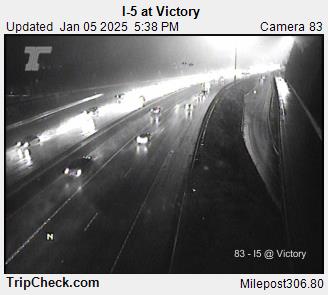 I-5 at Victory
Updated Jan 05 2025 5:38 PM Camera 83
T
N
83 - I5 @ Victory
TripCheck.com Milepost306.80